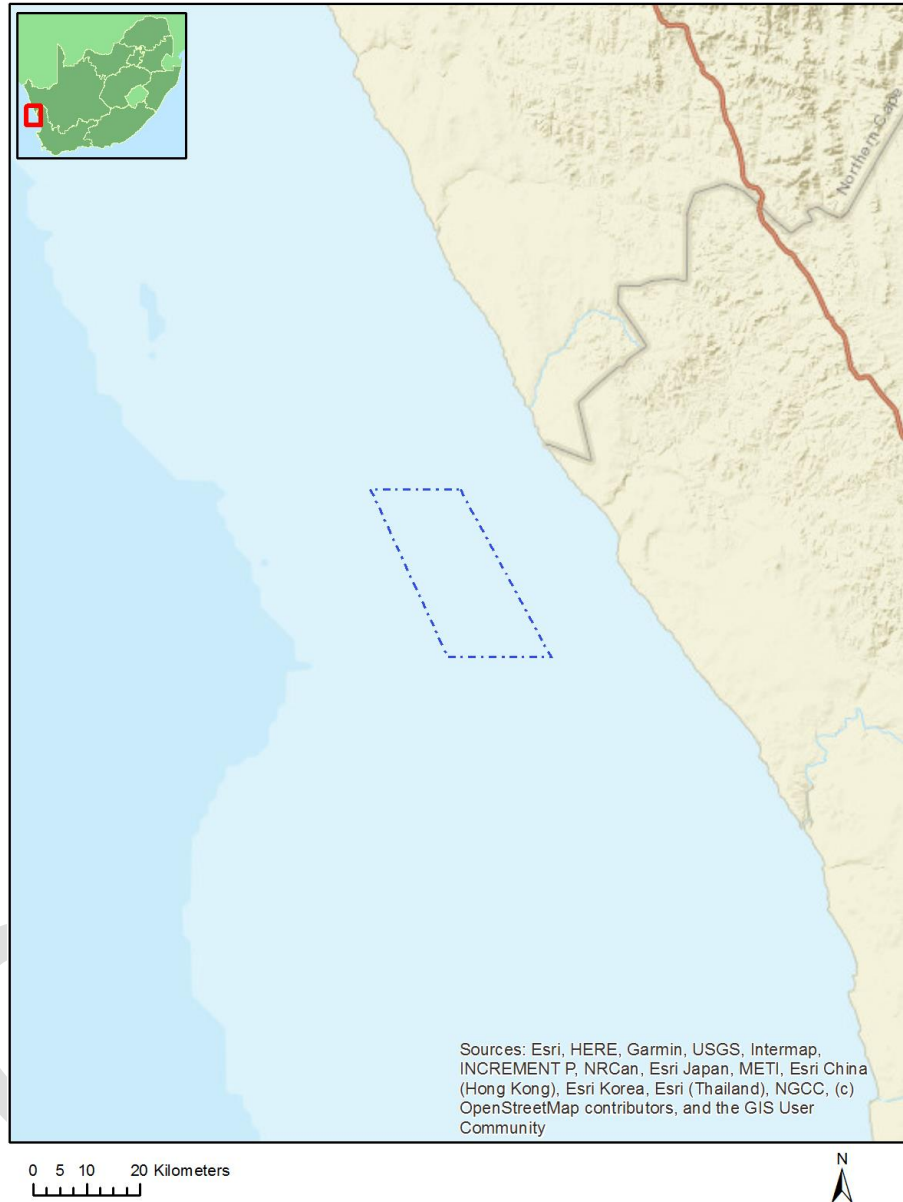 Northern Cape
Sources: Esri, HERE, Garmin, USGS, Intermap,
INCREMENT P, NRCan, Esri Japan, METI, Esri China
(Hong Kong), Esri Korea, Esri (Thailand), NGCC, (c)
OpenStreetMap contributors, and the GIS User
Community
0 5 10 20 Kilometers
N